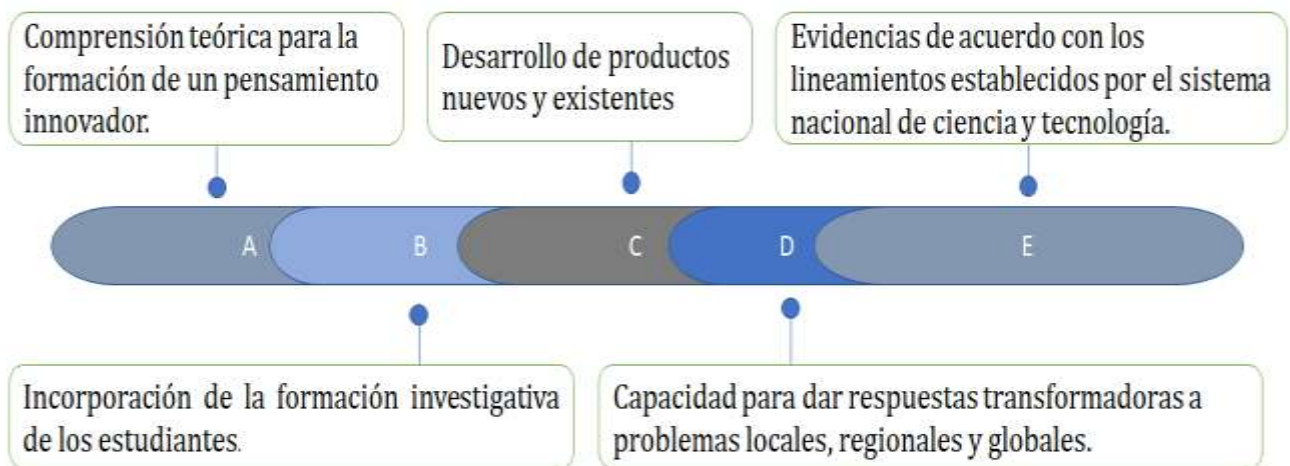 Comprensión teórica para la
formación de un pensamiento
innovador.
Desarrollo de productos
nuevos y existentes
Evidencias de acuerdo con los
lineamientos establecidos por el sistema
nacional de ciencia y tecnología.
A
B
C
D
E
Incorporación de la formación investigativa
de los estudiantes.
Capacidad para dar respuestas transformadoras a
problemas locales, regionales y globales.